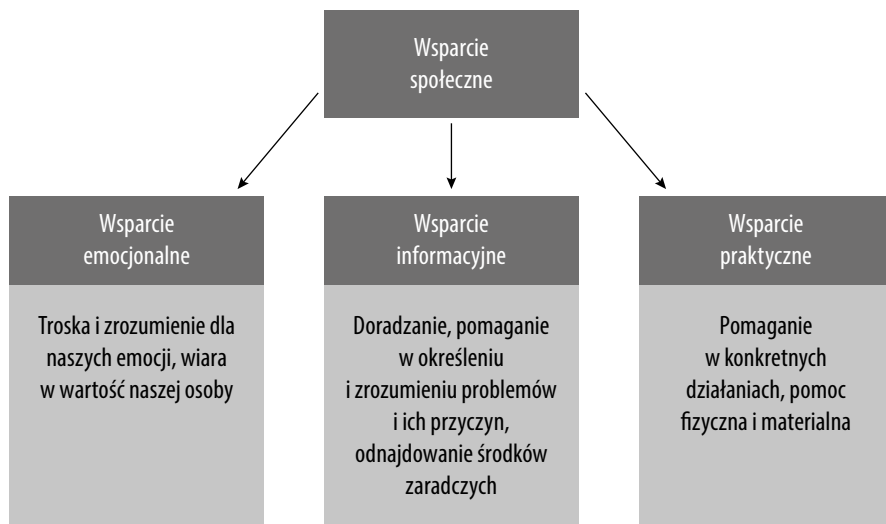 Wsparcie
społeczne
Wsparcie
emocjonalne
Troska i zrozumienie dla
naszych emocji, wiara
w wartość naszej osoby
Wsparcie
informacyjne
Doradzanie, pomaganie
w określeniu
i zrozumieniu problemów
i ich przyczyn,
odnajdowanie środków
zaradczych
Wsparcie
praktyczne
Pomaganie
w konkretnych
działaniach, pomoc
fizyczna i materialna